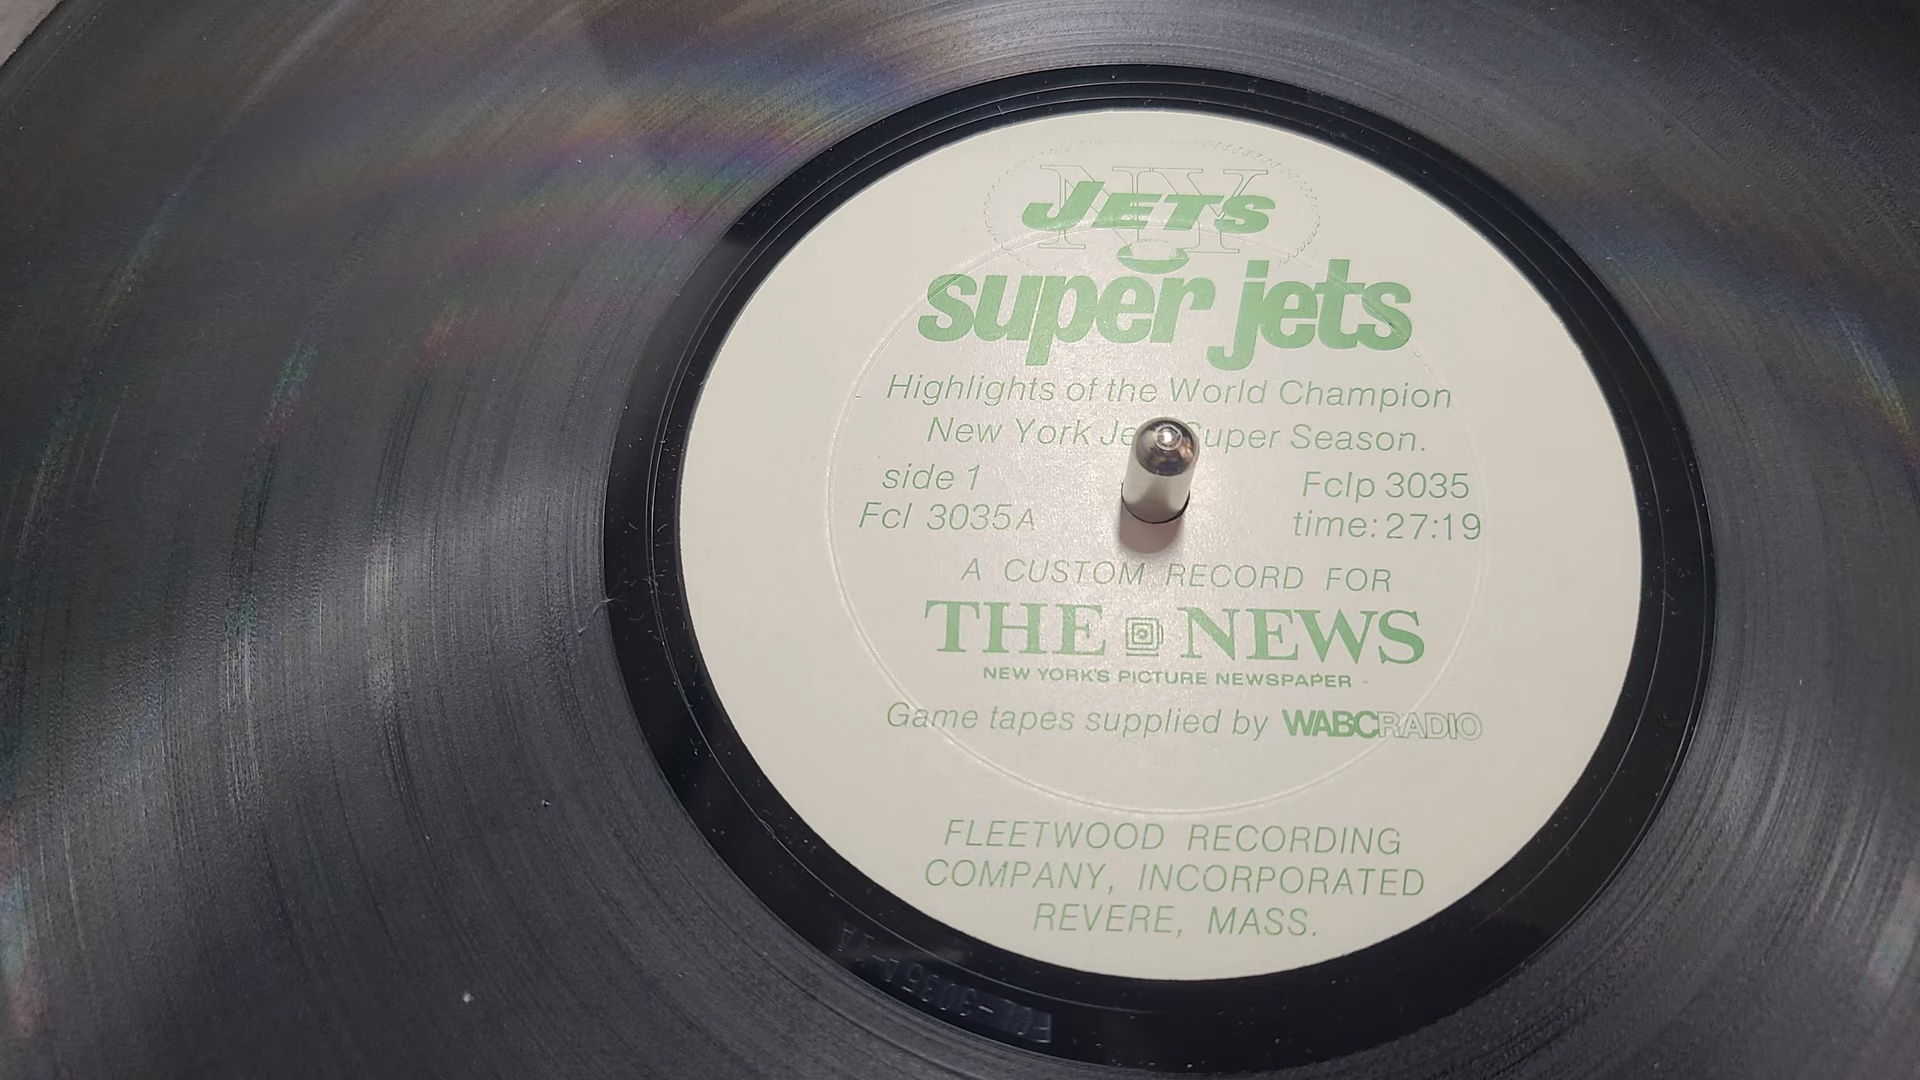 NY
JETS
super jets
Highlights of the World Champion
New York Super Season.
side 1
Fclp 3035
Fcl 3035A
time: 27:19
A CUSTOM RECORD FOR
THE NEWS
NEW YORK'S PICTURE NEWSPAPER
Game tapes supplied by WABC RADIO
FLEETWOOD RECORDING
COMPANY, INCORPORATED
REVERE, MASS.